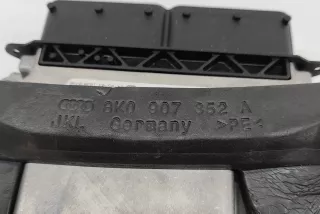 8K0 907 352 A
JKL Germany >PE<